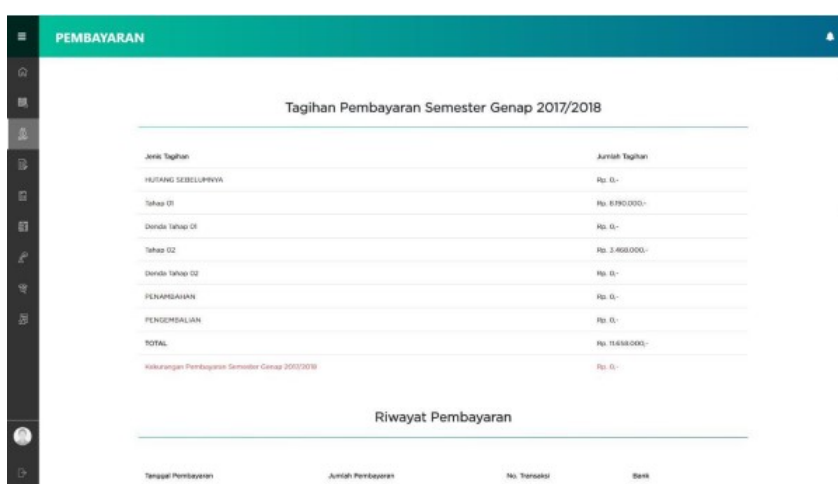 PEMBAYARAN
Tagihan Pembayaran Semester Genap 2017/2018
Jenis Tagihan Jumlah Tagihan
HUTANG SEBELUMNYA Rp. 0,-
Tahap 01 Rp. 8.190.000,-
Denda Tahap 01 Rp. 0,-
Tahap 02 Rp. 3.468.000,-
Denda Tahap 02 Rp. 0,-
PENAMBAHAN Rp. 0,-
PENGEMBALIAN Rp. 0,-
TOTAL Rp. 11.658.000,-
Kekurangan Pembayaran Semester Genap 2017/2018 Rp. 0,-
Riwayat Pembayaran
Tanggal Pembayaran Jumlah Pembayaran No. Transaksi Bank